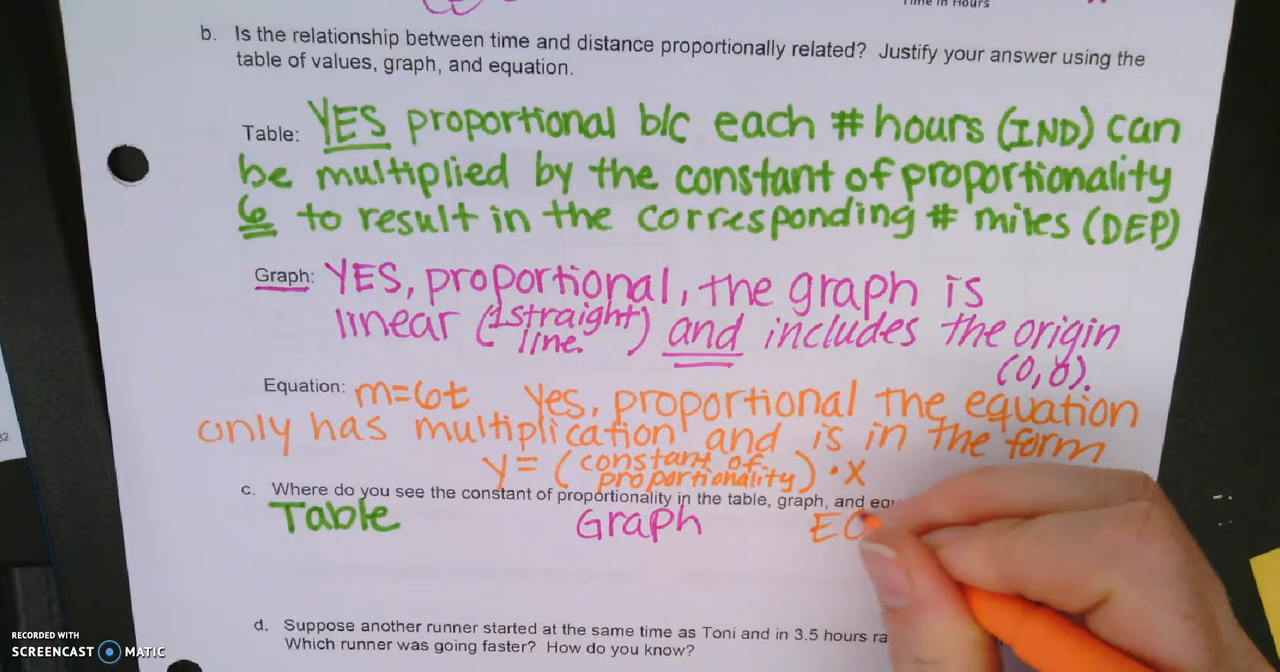 Time in Hours
b. Is the relationship between time and distance proportionally related? Justify your answer using the
table of values, graph, and equation.
Table: YES proportional b/c each # hours (IND) can
be multiplied by the constant of proportionality
6 to result in the corresponding # miles (DEP)
Graph: YES, proportional, the graph is
linear (1 straight line.) and includes the origin
(0,0).
Equation: m=6t Yes, proportional the equation
only has multiplication and is in the form
y = (constant of proportionality) · x
c. Where do you see the constant of proportionality in the table, graph, and equ
Table Graph EQ
d. Suppose another runner started at the same time as Toni and in 3.5 hours ra
Which runner was going faster? How do you know?
RECORDED WITH
SCREENCAST MATIC